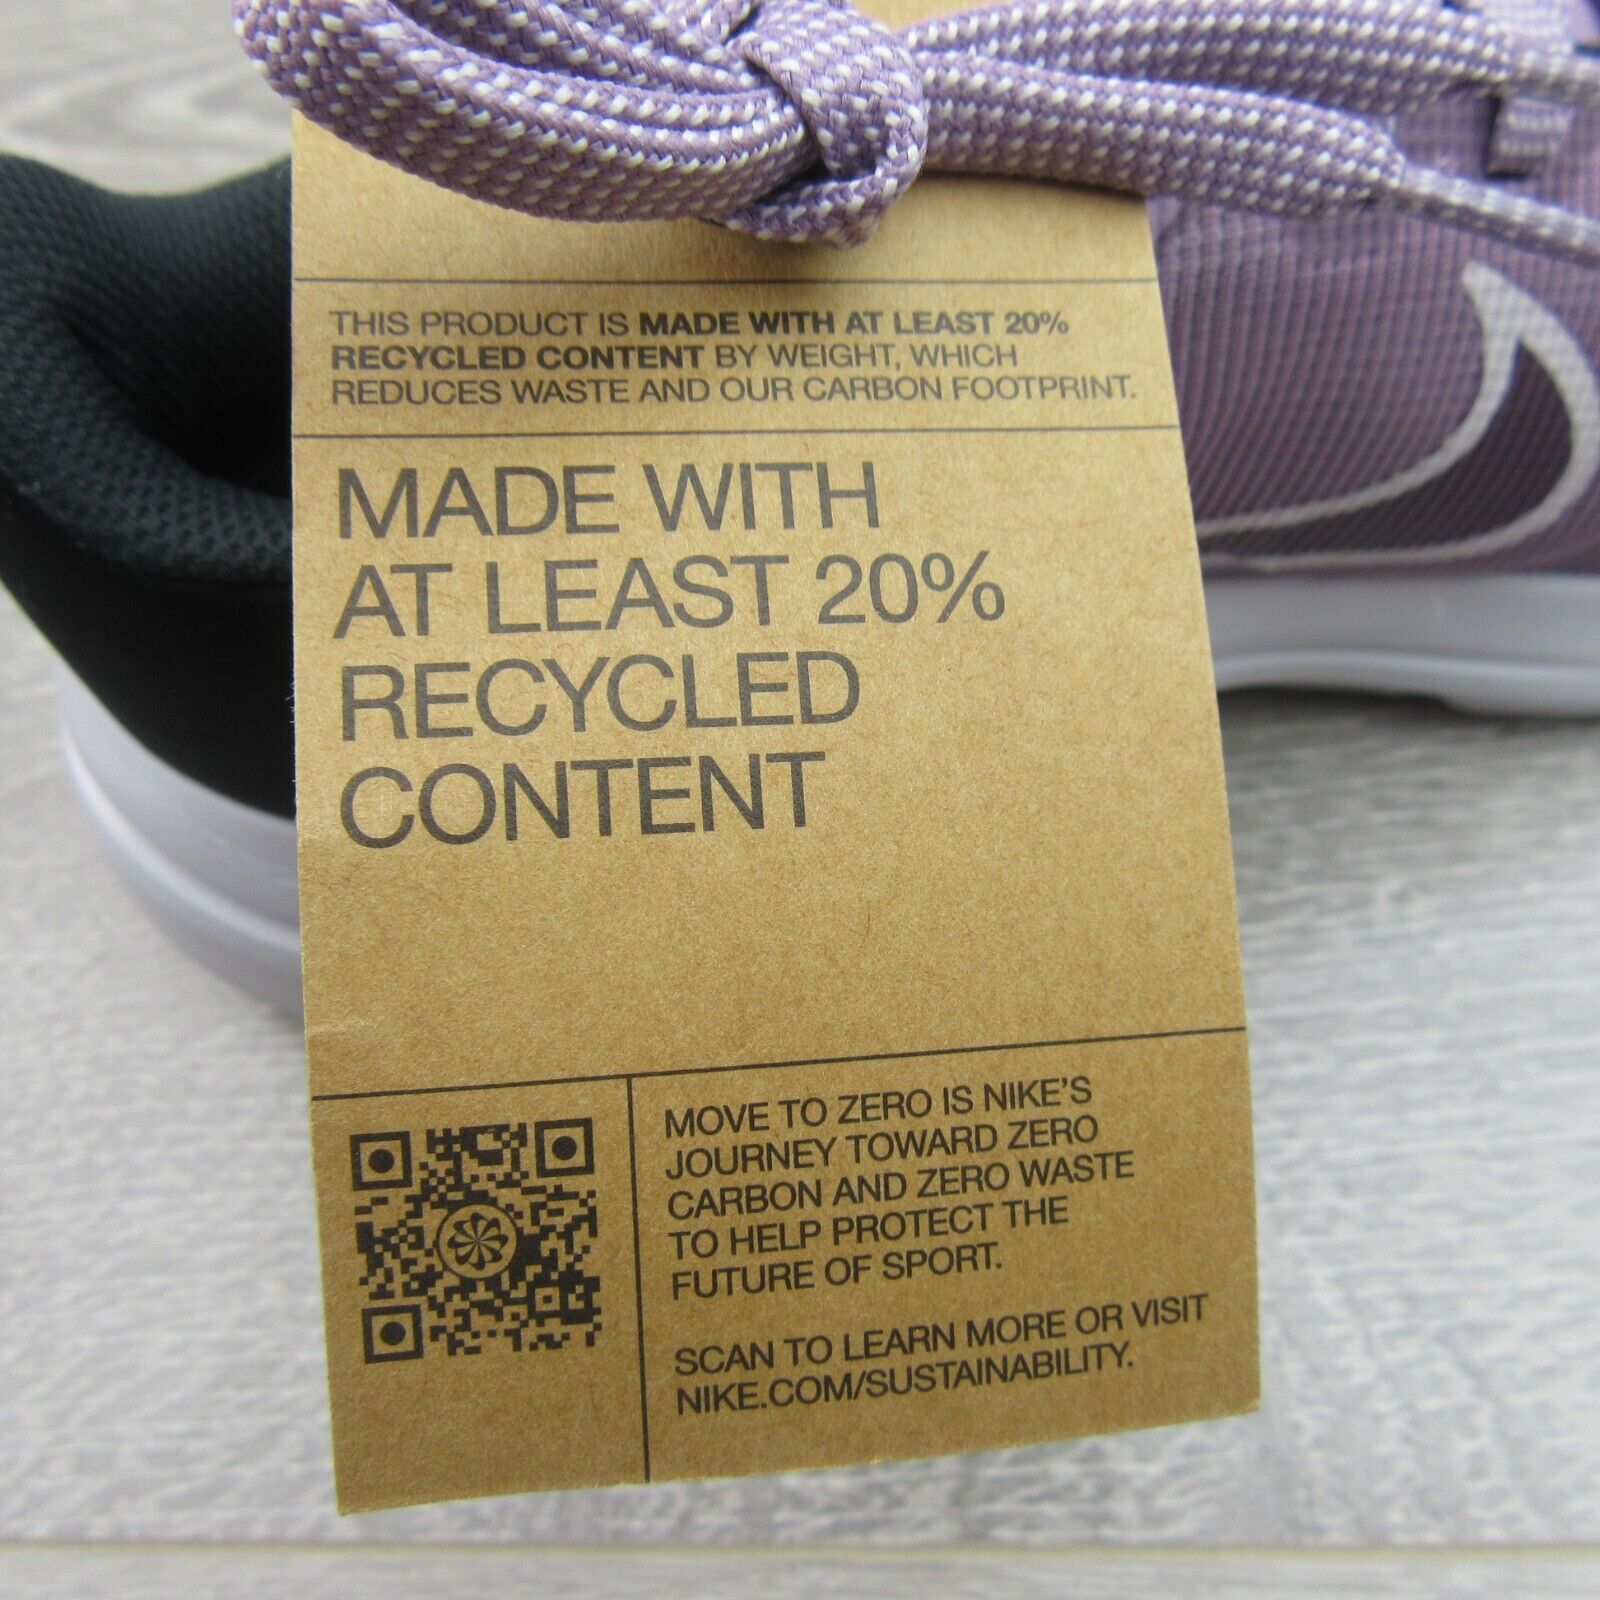 THIS PRODUCT IS MADE WITH AT LEAST 20%
RECYCLED CONTENT BY WEIGHT, WHICH
REDUCES WASTE AND OUR CARBON FOOTPRINT.
MADE WITH
AT LEAST 20%
RECYCLED
CONTENT
MOVE TO ZERO IS NIKE'S
JOURNEY TOWARD ZERO
CARBON AND ZERO WASTE
TO HELP PROTECT THE
FUTURE OF SPORT.
SCAN TO LEARN MORE OR VISIT
NIKE.COM/SUSTAINABILITY.